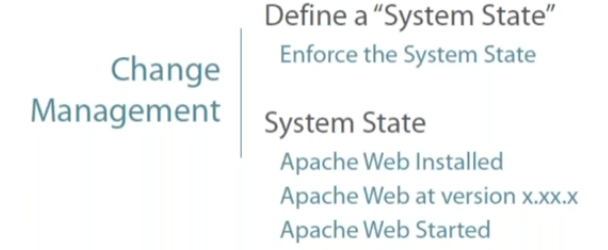 Change
Management
Define a “System State”
Enforce the System State
System State
Apache Web Installed
Apache Web at version x.xx.x
Apache Web Started